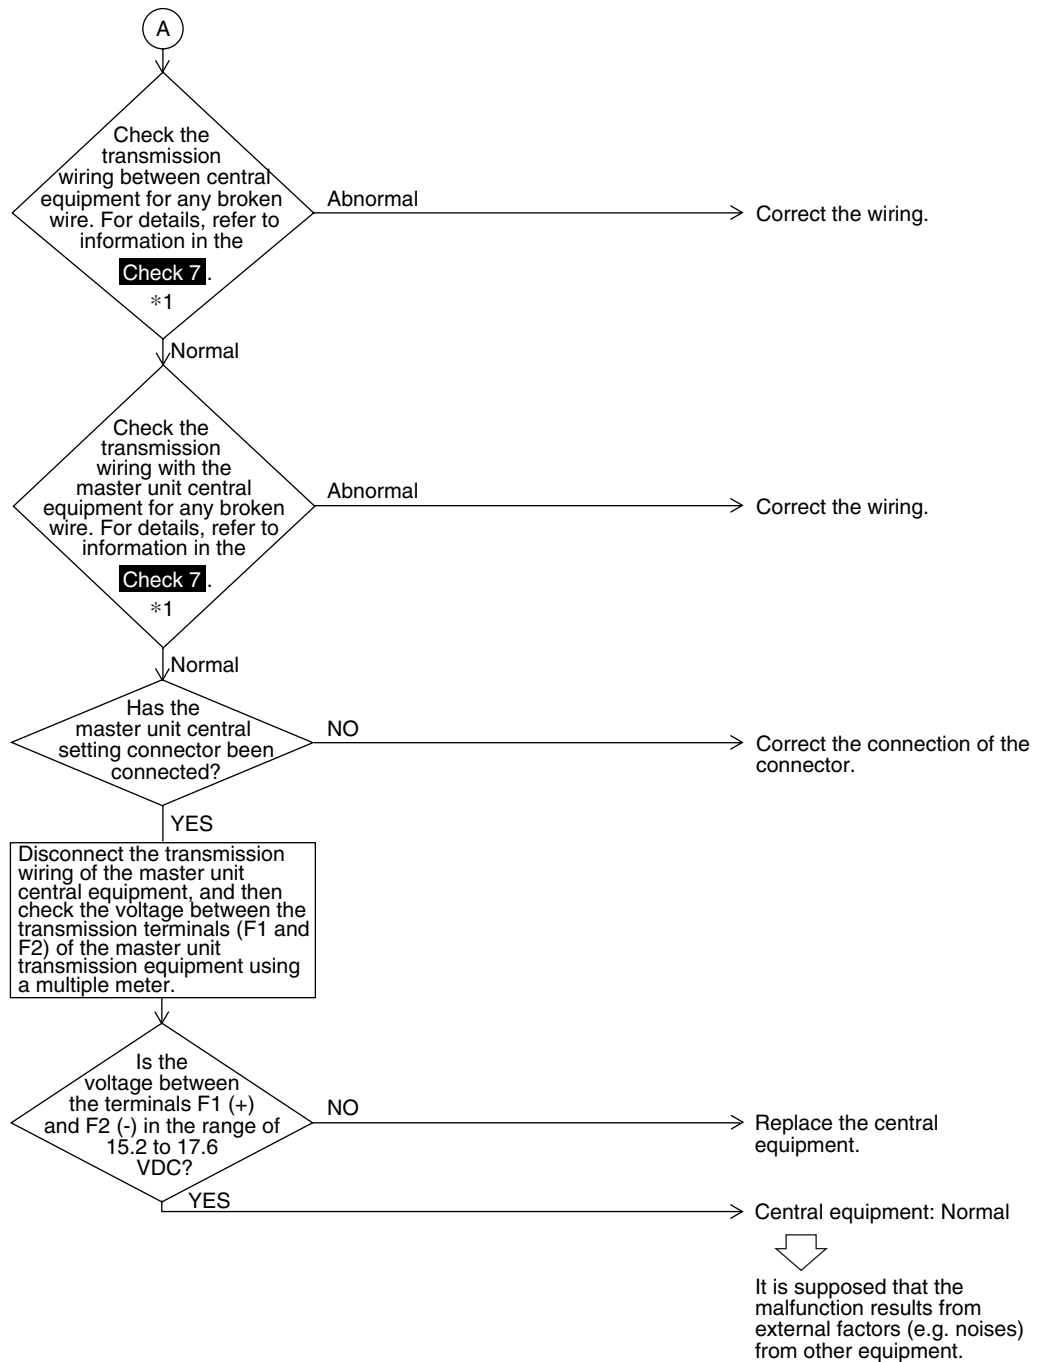 A
Check the
transmission
wiring between central
equipment for any broken
wire. For details, refer to
information in the
Check 7.
*1
Abnormal
Correct the wiring.
Normal
Check the
transmission
wiring with the
master unit central
equipment for any broken
wire. For details, refer to
information in the
Check 7.
*1
Abnormal
Correct the wiring.
Normal
Has the
master unit central
setting connector been
connected?
NO
Correct the connection of the
connector.
YES
Disconnect the transmission
wiring of the master unit
central equipment, and then
check the voltage between the
transmission terminals (F1 and
F2) of the master unit
transmission equipment using
a multiple meter.
Is the
voltage between
the terminals F1 (+)
and F2 (-) in the range of
15.2 to 17.6
VDC?
NO
Replace the central
equipment.
YES
Central equipment: Normal
It is supposed that the
malfunction results from
external factors (e.g. noises)
from other equipment.